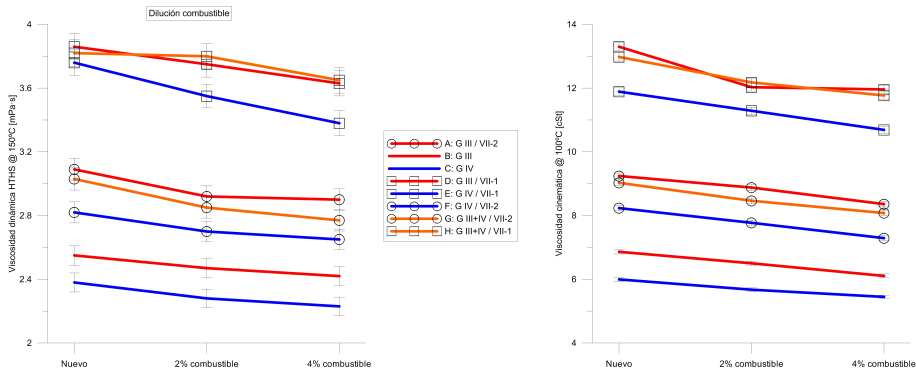 Dilución combustible
Viscosidad dinámica HTHS @ 150ºC [mPa·s]
4
3.6
3.2
2.8
2.4
2
Nuevo
2% combustible
4% combustible
A: G III / VII-2
B: G III
C: G IV
D: G III / VII-1
E: G IV / VII-1
F: G IV / VII-2
G: G III+IV / VII-2
H: G III+IV / VII-1
Viscosidad cinemática @ 100ºC [cSt]
14
12
10
8
6
4
Nuevo
2% combustible
4% combustible